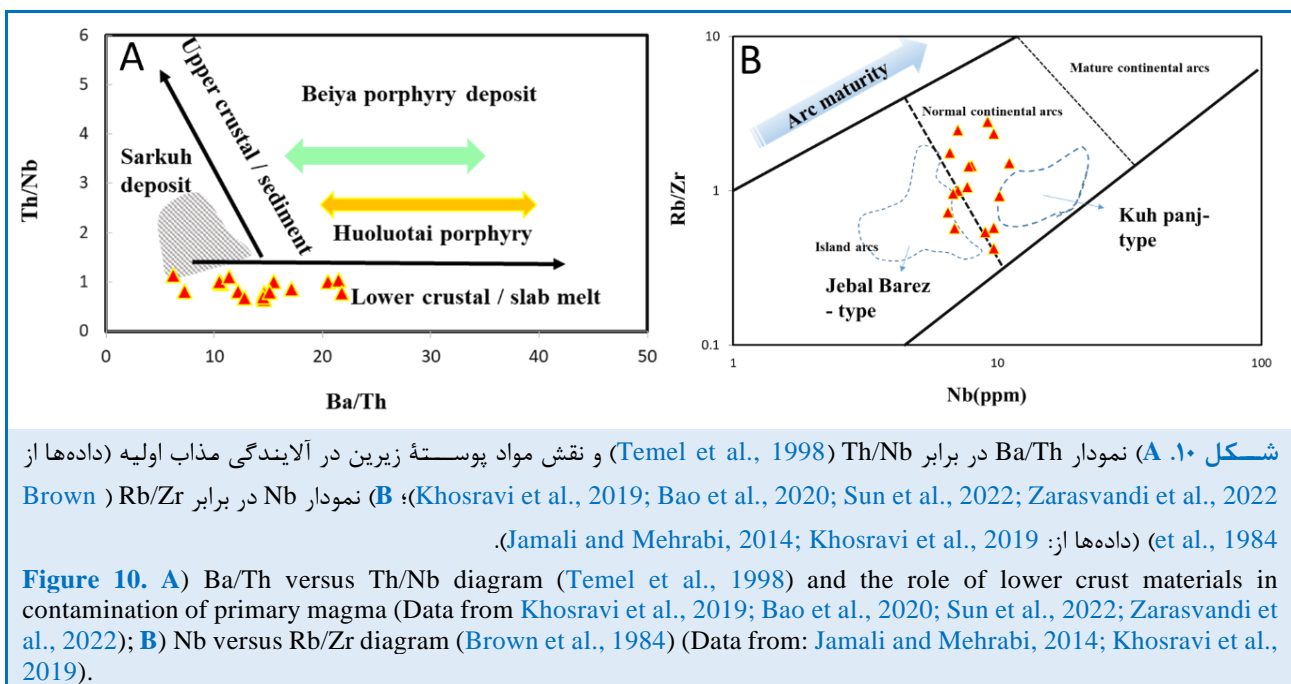 A
6
5
4
3
2
1
0
Th/Nb
0
10
20
30
40
50
Ba/Th
Upper crustal / sediment
Beiya porphyry deposit
Sarkuh
deposit
Huoluotai porphyry
Lower crustal / slab melt
B
10
1
0.1
Rb/Zr
1
10
100
Nb(ppm)
Arc maturity
Mature continental arcs
Normal continental arcs
Island arcs
Kuh panj-
type
Jebal Barez
- type
شـــکل ۱۰. A) نمودار Ba/Th در برابر Th/Nb (Temel et al., 1998) و نقش مواد پوســـتۀ زیرین در آلایندگی مذاب اولیه (داده‌ها از
Khosravi et al., 2019; Bao et al., 2020; Sun et al., 2022; Zarasvandi et al., 2022)؛ B) نمودار Nb در برابر Rb/Zr (Brown
et al., 1984) (داده‌ها از: Jamali and Mehrabi, 2014; Khosravi et al., 2019).
Figure 10. A) Ba/Th versus Th/Nb diagram (Temel et al., 1998) and the role of lower crust materials in
contamination of primary magma (Data from Khosravi et al., 2019; Bao et al., 2020; Sun et al., 2022; Zarasvandi et
al., 2022); B) Nb versus Rb/Zr diagram (Brown et al., 1984) (Data from: Jamali and Mehrabi, 2014; Khosravi et al.,
2019).